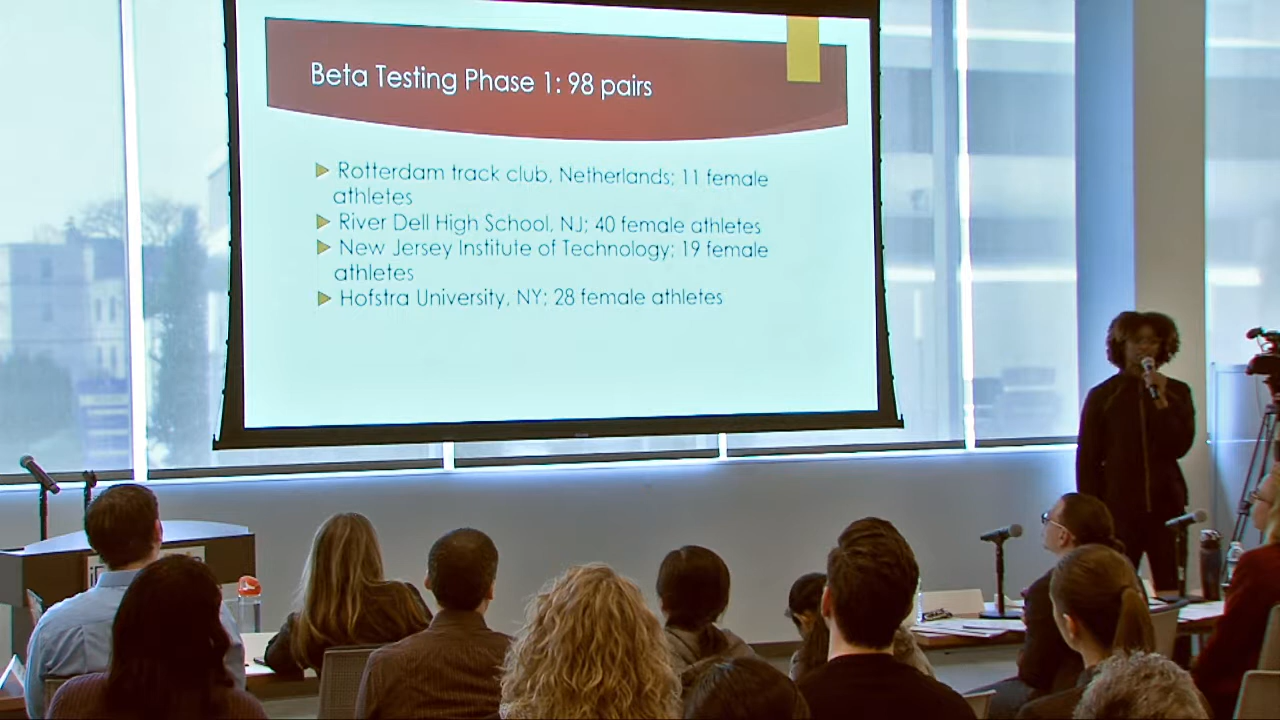 Beta Testing Phase 1: 98 pairs
Rotterdam track club, Netherlands; 11 female
athletes
River Dell High School, NJ; 40 female athletes
New Jersey Institute of Technology; 19 female
athletes
Hofstra University, NY; 28 female athletes